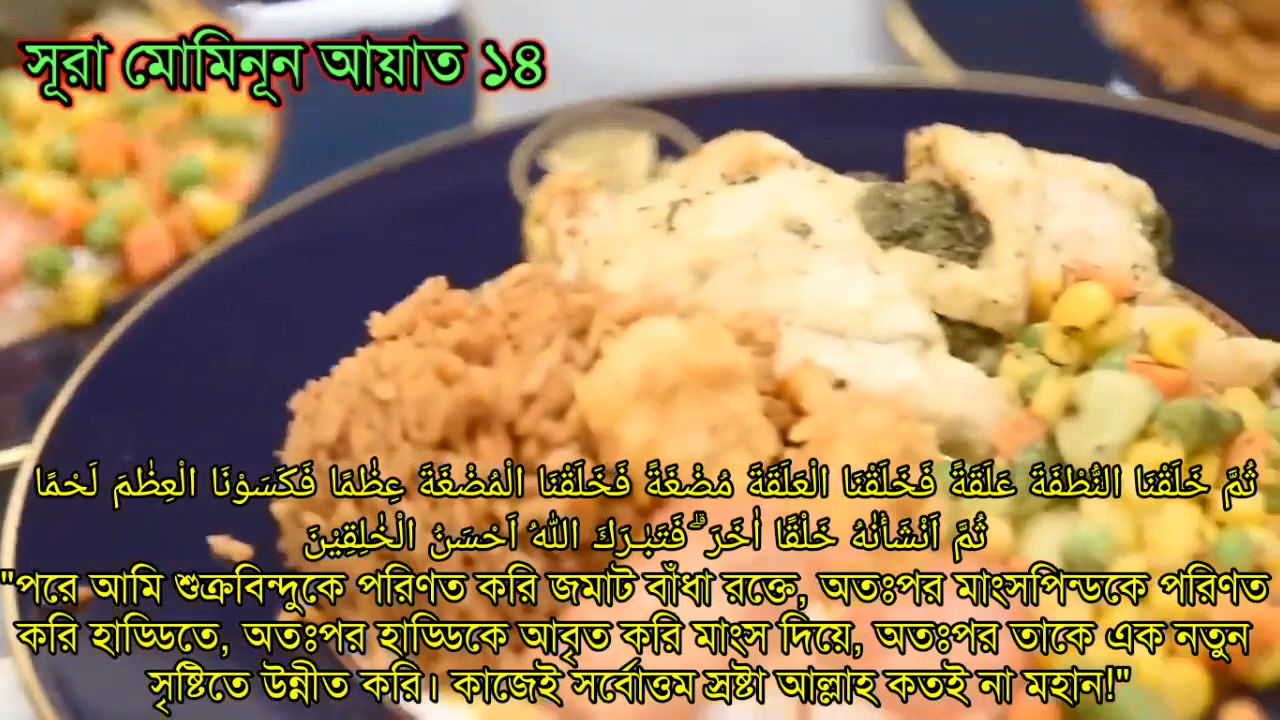 সূরা মোমিনূন আয়াত ১৪
ثُمَّ خَلَقْنَا النُّطْفَةَ عَلَقَةً فَخَلَقْنَا الْعَلَقَةَ مُضْغَةً فَخَلَقْنَا الْمُضْغَةَ عِظٰمًا فَكَسَوْنَا الْعِظٰمَ لَحْمًا
ثُمَّ اَنْشَأْنٰهُ خَلْقًا اٰخَرَ ؕ فَتَبٰـرَكَ اللّٰهُ اَحْسَنُ الْخٰلِقِيْنَ
"পরে আমি শুক্রবিন্দুকে পরিণত করি জমাট বাঁধা রক্তে, অতঃপর মাংসপিন্ডকে পরিণত
করি হাড্ডিতে, অতঃপর হাড্ডিকে আবৃত করি মাংস দিয়ে, অতঃপর তাকে এক নতুন
সৃষ্টিতে উন্নীত করি। কাজেই সর্বোত্তম স্রষ্টা আল্লাহ কতই না মহান!"